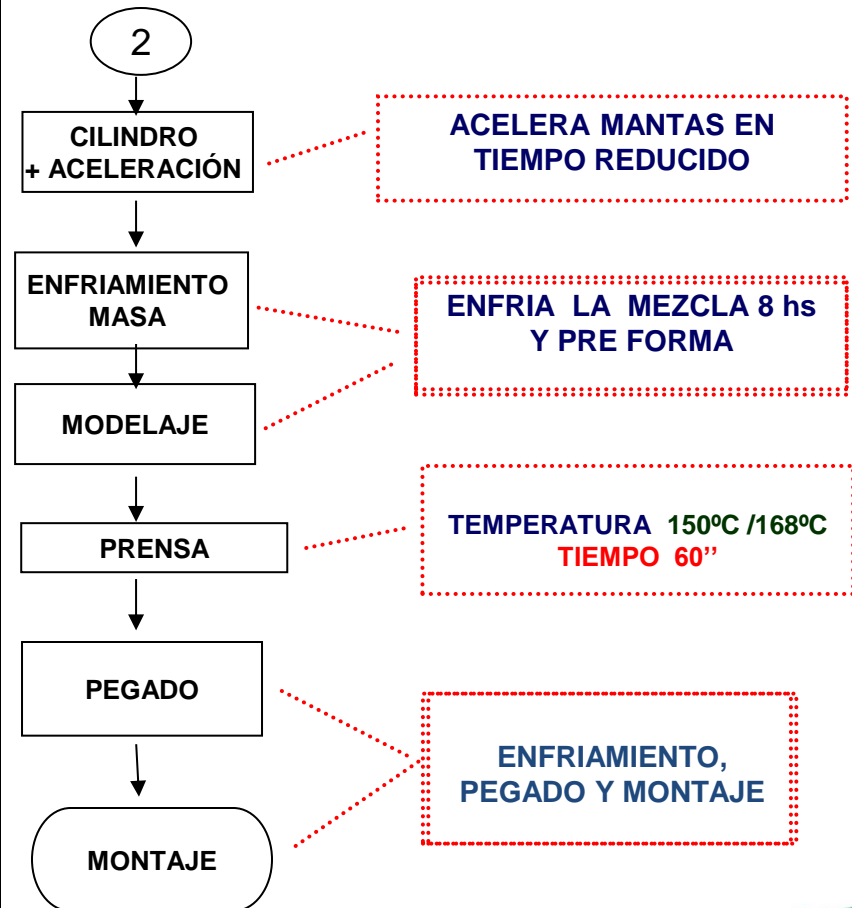 2
CILINDRO
+ ACELERACIÓN
ACELERA MANTAS EN
TIEMPO REDUCIDO
ENFRIAMIENTO
MASA
ENFRIA LA MEZCLA 8 hs
Y PRE FORMA
MODELAJE
PRENSA
TEMPERATURA 150ºC /168ºC
TIEMPO 60’’
PEGADO
ENFRIAMIENTO,
PEGADO Y MONTAJE
MONTAJE